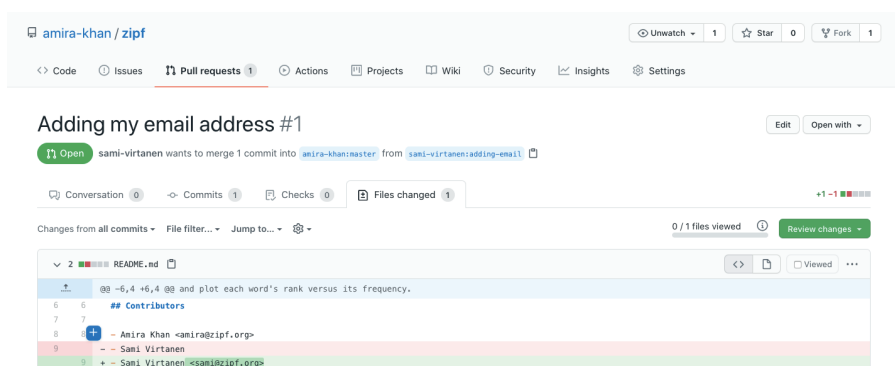 amira-khan / zipf
Unwatch 1 Star 0 Fork 1
<> Code Issues Pull requests 1 Actions Projects Wiki Security Insights Settings
Adding my email address #1
Edit Open with
Open sami-virtanen wants to merge 1 commit into amira-khan:master from sami-virtanen:adding-email
Conversation 0 Commits 1 Checks 0 Files changed 1 +1 −1
Changes from all commits File filter... Jump to... 0 / 1 files viewed Review changes
2 README.md <> Viewed ...
@@ -6,4 +6,4 @@ and plot each word's rank versus its frequency.
6 6 ## Contributors
7 7
8 8 + - Amira Khan <amira@zipf.org>
9 - - Sami Virtanen
9 + - Sami Virtanen <sami@zipf.org>